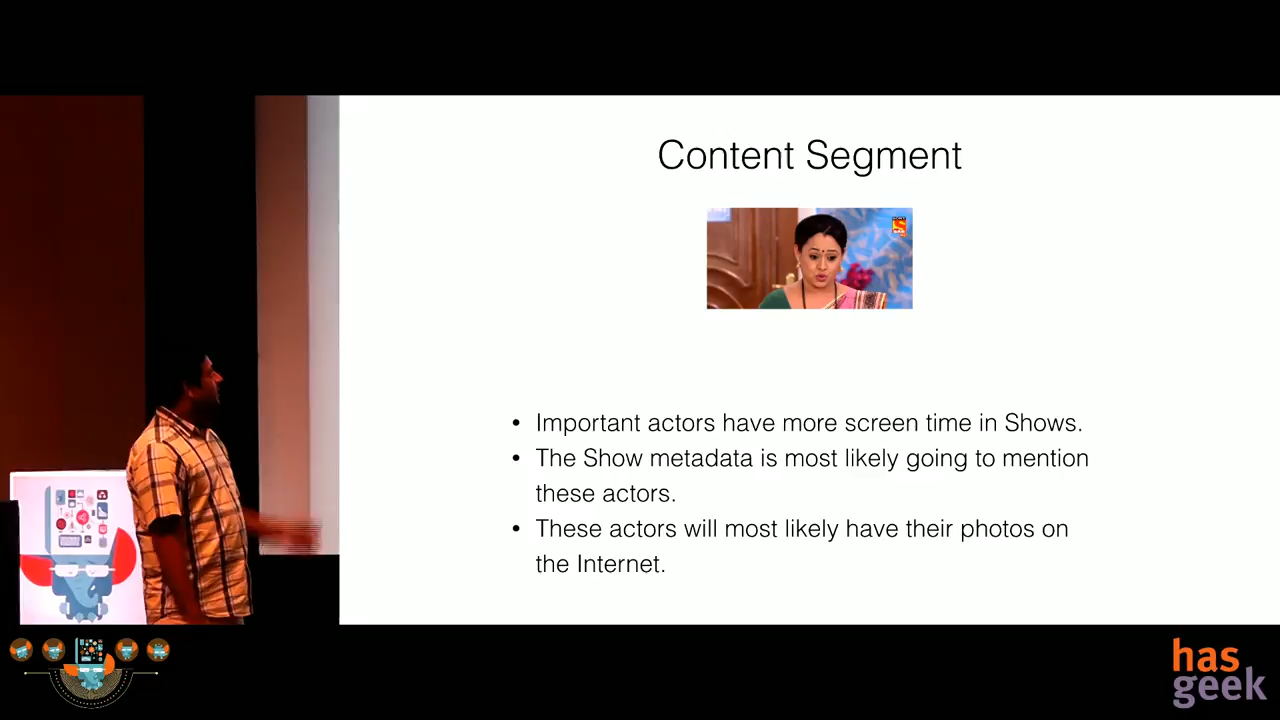 Content Segment
• Important actors have more screen time in Shows.
• The Show metadata is most likely going to mention
these actors.
• These actors will most likely have their photos on
the Internet.
has
geek